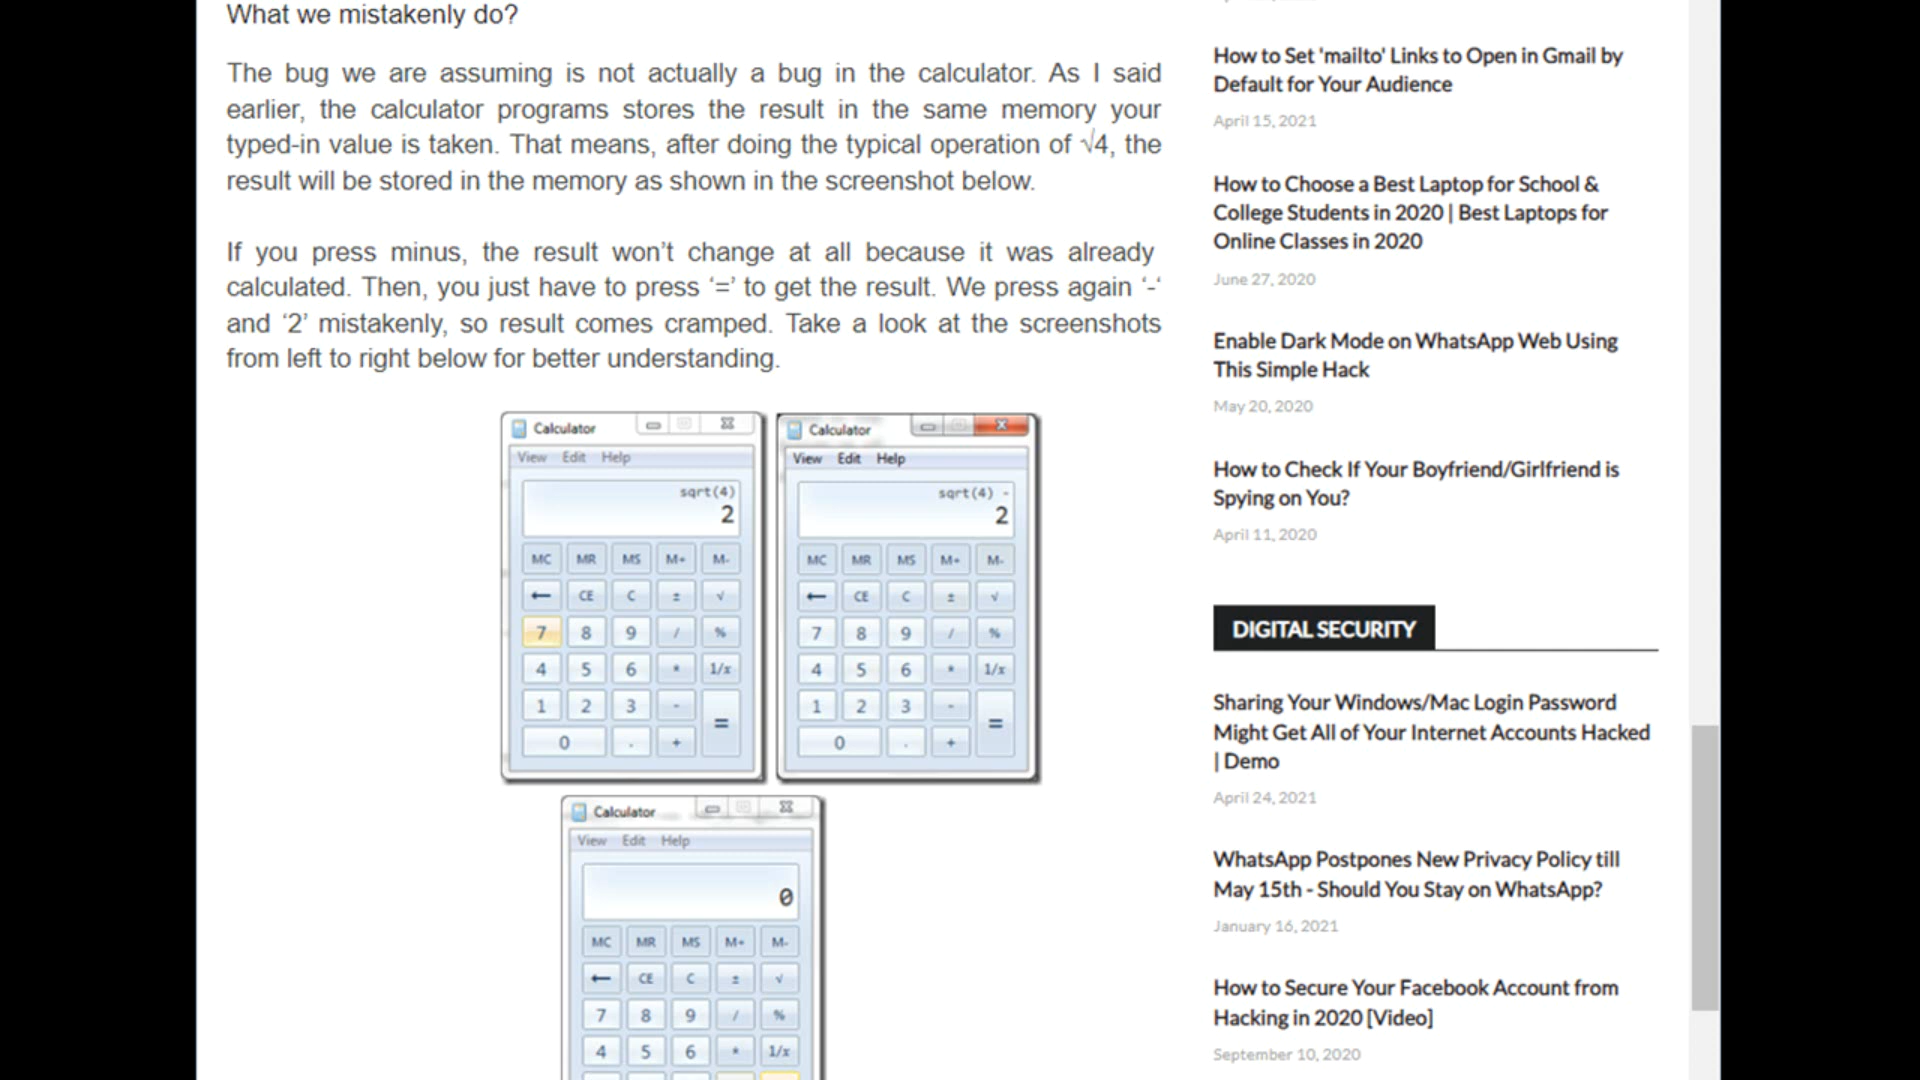 What we mistakenly do?
The bug we are assuming is not actually a bug in the calculator. As I said
earlier, the calculator programs stores the result in the same memory your
typed-in value is taken. That means, after doing the typical operation of √4, the
result will be stored in the memory as shown in the screenshot below.
If you press minus, the result won’t change at all because it was already
calculated. Then, you just have to press ‘=’ to get the result. We press again ‘-‘
and ‘2’ mistakenly, so result comes cramped. Take a look at the screenshots
from left to right below for better understanding.
Calculator
View Edit Help
sqrt(4)
2
MC MR MS M+ M-
← CE C ± √
7 8 9 / %
4 5 6 * 1/x
1 2 3 - =
0 . +
Calculator
View Edit Help
sqrt(4) -
2
MC MR MS M+ M-
← CE C ± √
7 8 9 / %
4 5 6 * 1/x
1 2 3 - =
0 . +
Calculator
View Edit Help
0
MC MR MS M+ M-
← CE C ± √
7 8 9 / %
4 5 6 * 1/x
How to Set 'mailto' Links to Open in Gmail by
Default for Your Audience
April 15, 2021
How to Choose a Best Laptop for School &
College Students in 2020 | Best Laptops for
Online Classes in 2020
June 27, 2020
Enable Dark Mode on WhatsApp Web Using
This Simple Hack
May 20, 2020
How to Check If Your Boyfriend/Girlfriend is
Spying on You?
April 11, 2020
DIGITAL SECURITY
Sharing Your Windows/Mac Login Password
Might Get All of Your Internet Accounts Hacked
| Demo
April 24, 2021
WhatsApp Postpones New Privacy Policy till
May 15th - Should You Stay on WhatsApp?
January 16, 2021
How to Secure Your Facebook Account from
Hacking in 2020 [Video]
September 10, 2020